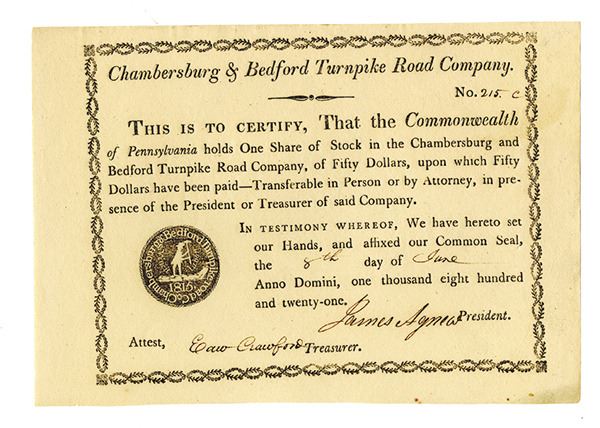 Chambersburg & Bedford Turnpike Road Company.
No. 215 C
THIS IS TO CERTIFY, That the Commonwealth
of Pennsylvania holds One Share of Stock in the Chambersburg and
Bedford Turnpike Road Company, of Fifty Dollars, upon which Fifty
Dollars have been paid—Transferable in Person or by Attorney, in pre-
sence of the President or Treasurer of said Company.
IN TESTIMONY WHEREOF, We have hereto set
our Hands, and affixed our Common Seal,
the 8th day of June
Anno Domini, one thousand eight hundred
and twenty-one.
James Agnew President.
Attest, Crawford Treasurer.
Chambersburg Bedford
1815